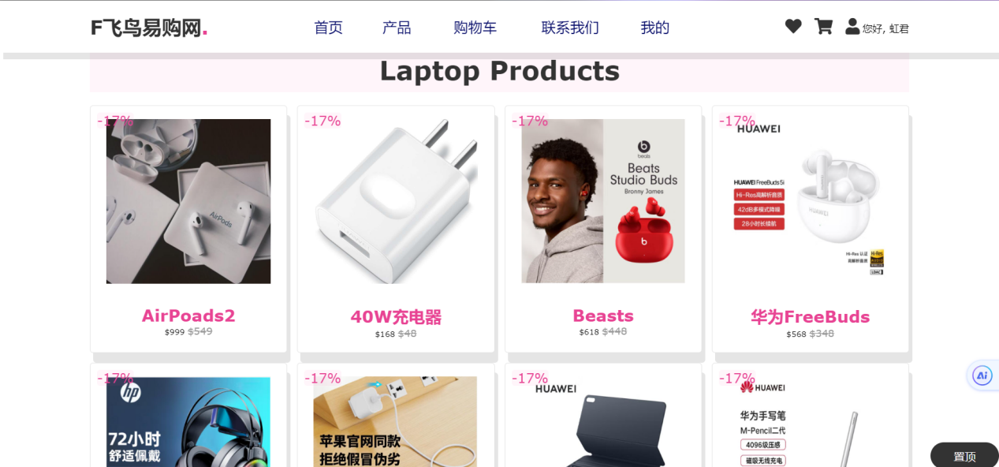 F飞鸟易购网.
首页 产品 购物车 联系我们 我的
您好, 虹君
Laptop Products
-17% -17% -17% -17%
AirPods
beats
Beats
Studio Buds
Bronny James
b
HUAWEI
HUAWEI FreeBuds 5i
Hi-Res高解析音质
42dB多模式降噪
28小时长续航
HUAWEI
Hi-Res 认证
高解析音质
Hi-Res
AUDIO
LDAC
AirPoads2 40W充电器 Beasts 华为FreeBuds
$999 $549 $168 $48 $618 $448 $568 $348
-17% -17% -17% -17%
hp
72小时
舒适佩戴
苹果官网同款
拒绝假冒伪劣
HUAWEI
HUAWEI
华为手写笔
M-Pencil二代
4096级压感
磁吸无线充电
Ai
置顶